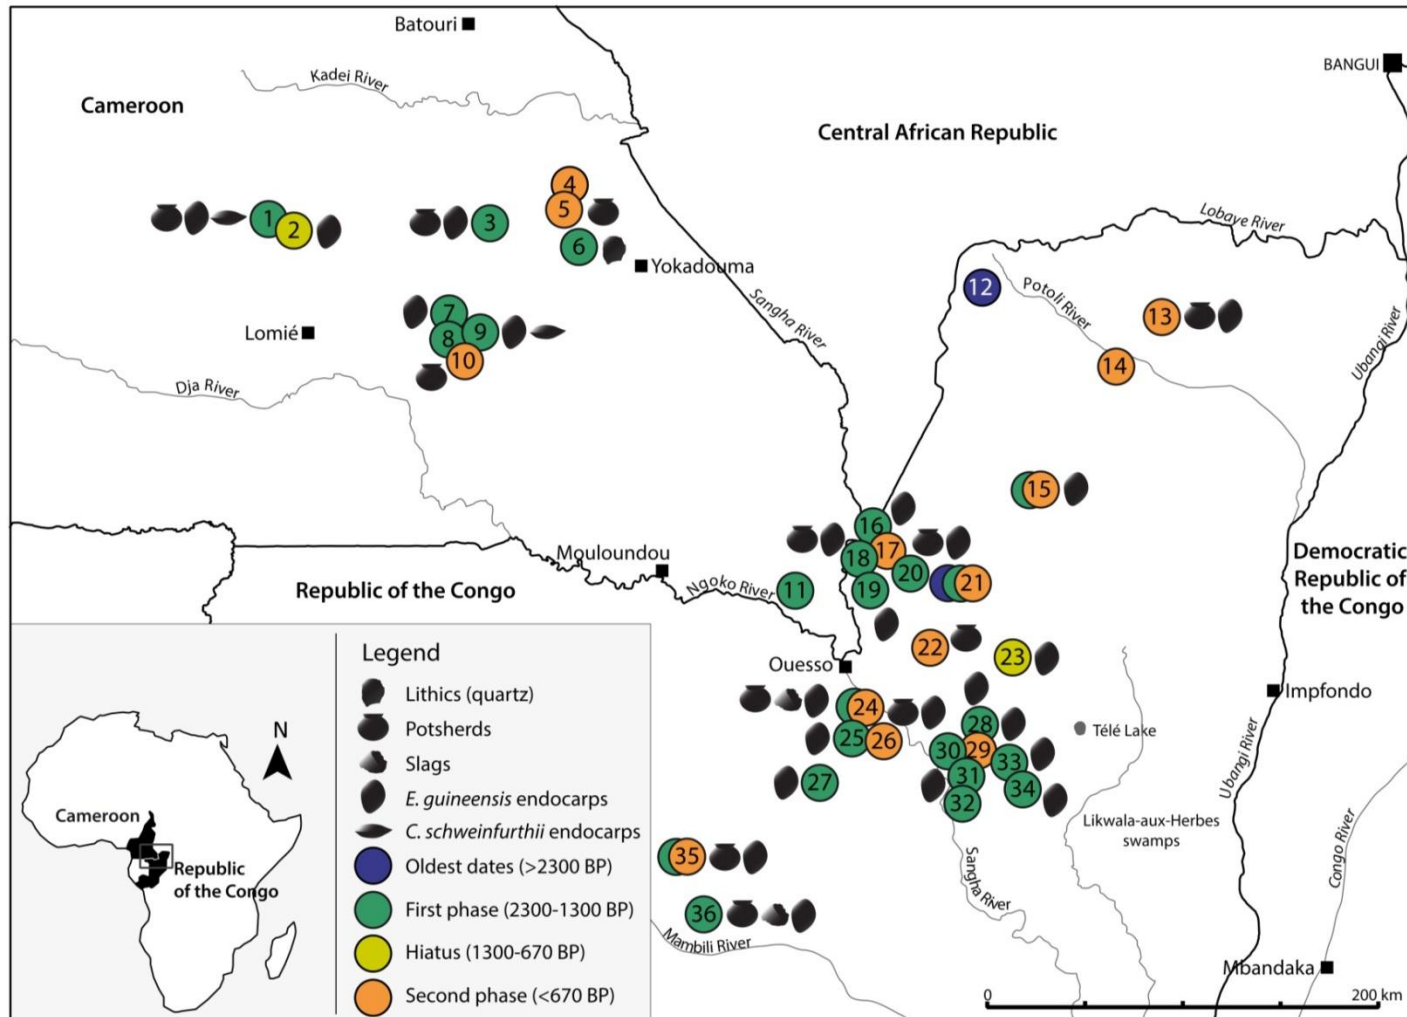 Batouri
BANGUI
Kadei River
Cameroon
Central African Republic
4
5
1
2
3
6
Lobaye River
Yokadouma
12
Potoli River
Sangha River
13
7
8
9
10
Lomié
14
Ubangi River
Dja River
15
16
17
18
20
Mouloundou
Democratic
Republic of
the Congo
Republic of the Congo
Ngoko River
11
19
21
22
23
Ouesso
Impfondo
24
25
26
27
28
29
30
31
32
33
34
Télé Lake
Ubangi River
Likwala-aux-Herbes
swamps
Congo River
Sangha River
35
36
Mambili River
Mbandaka
0
200 km
Legend
Lithics (quartz)
Potsherds
Slags
E. guineensis endocarps
C. schweinfurthii endocarps
Oldest dates (>2300 BP)
First phase (2300-1300 BP)
Hiatus (1300-670 BP)
Second phase (<670 BP)
N
Cameroon
Republic
of the Congo